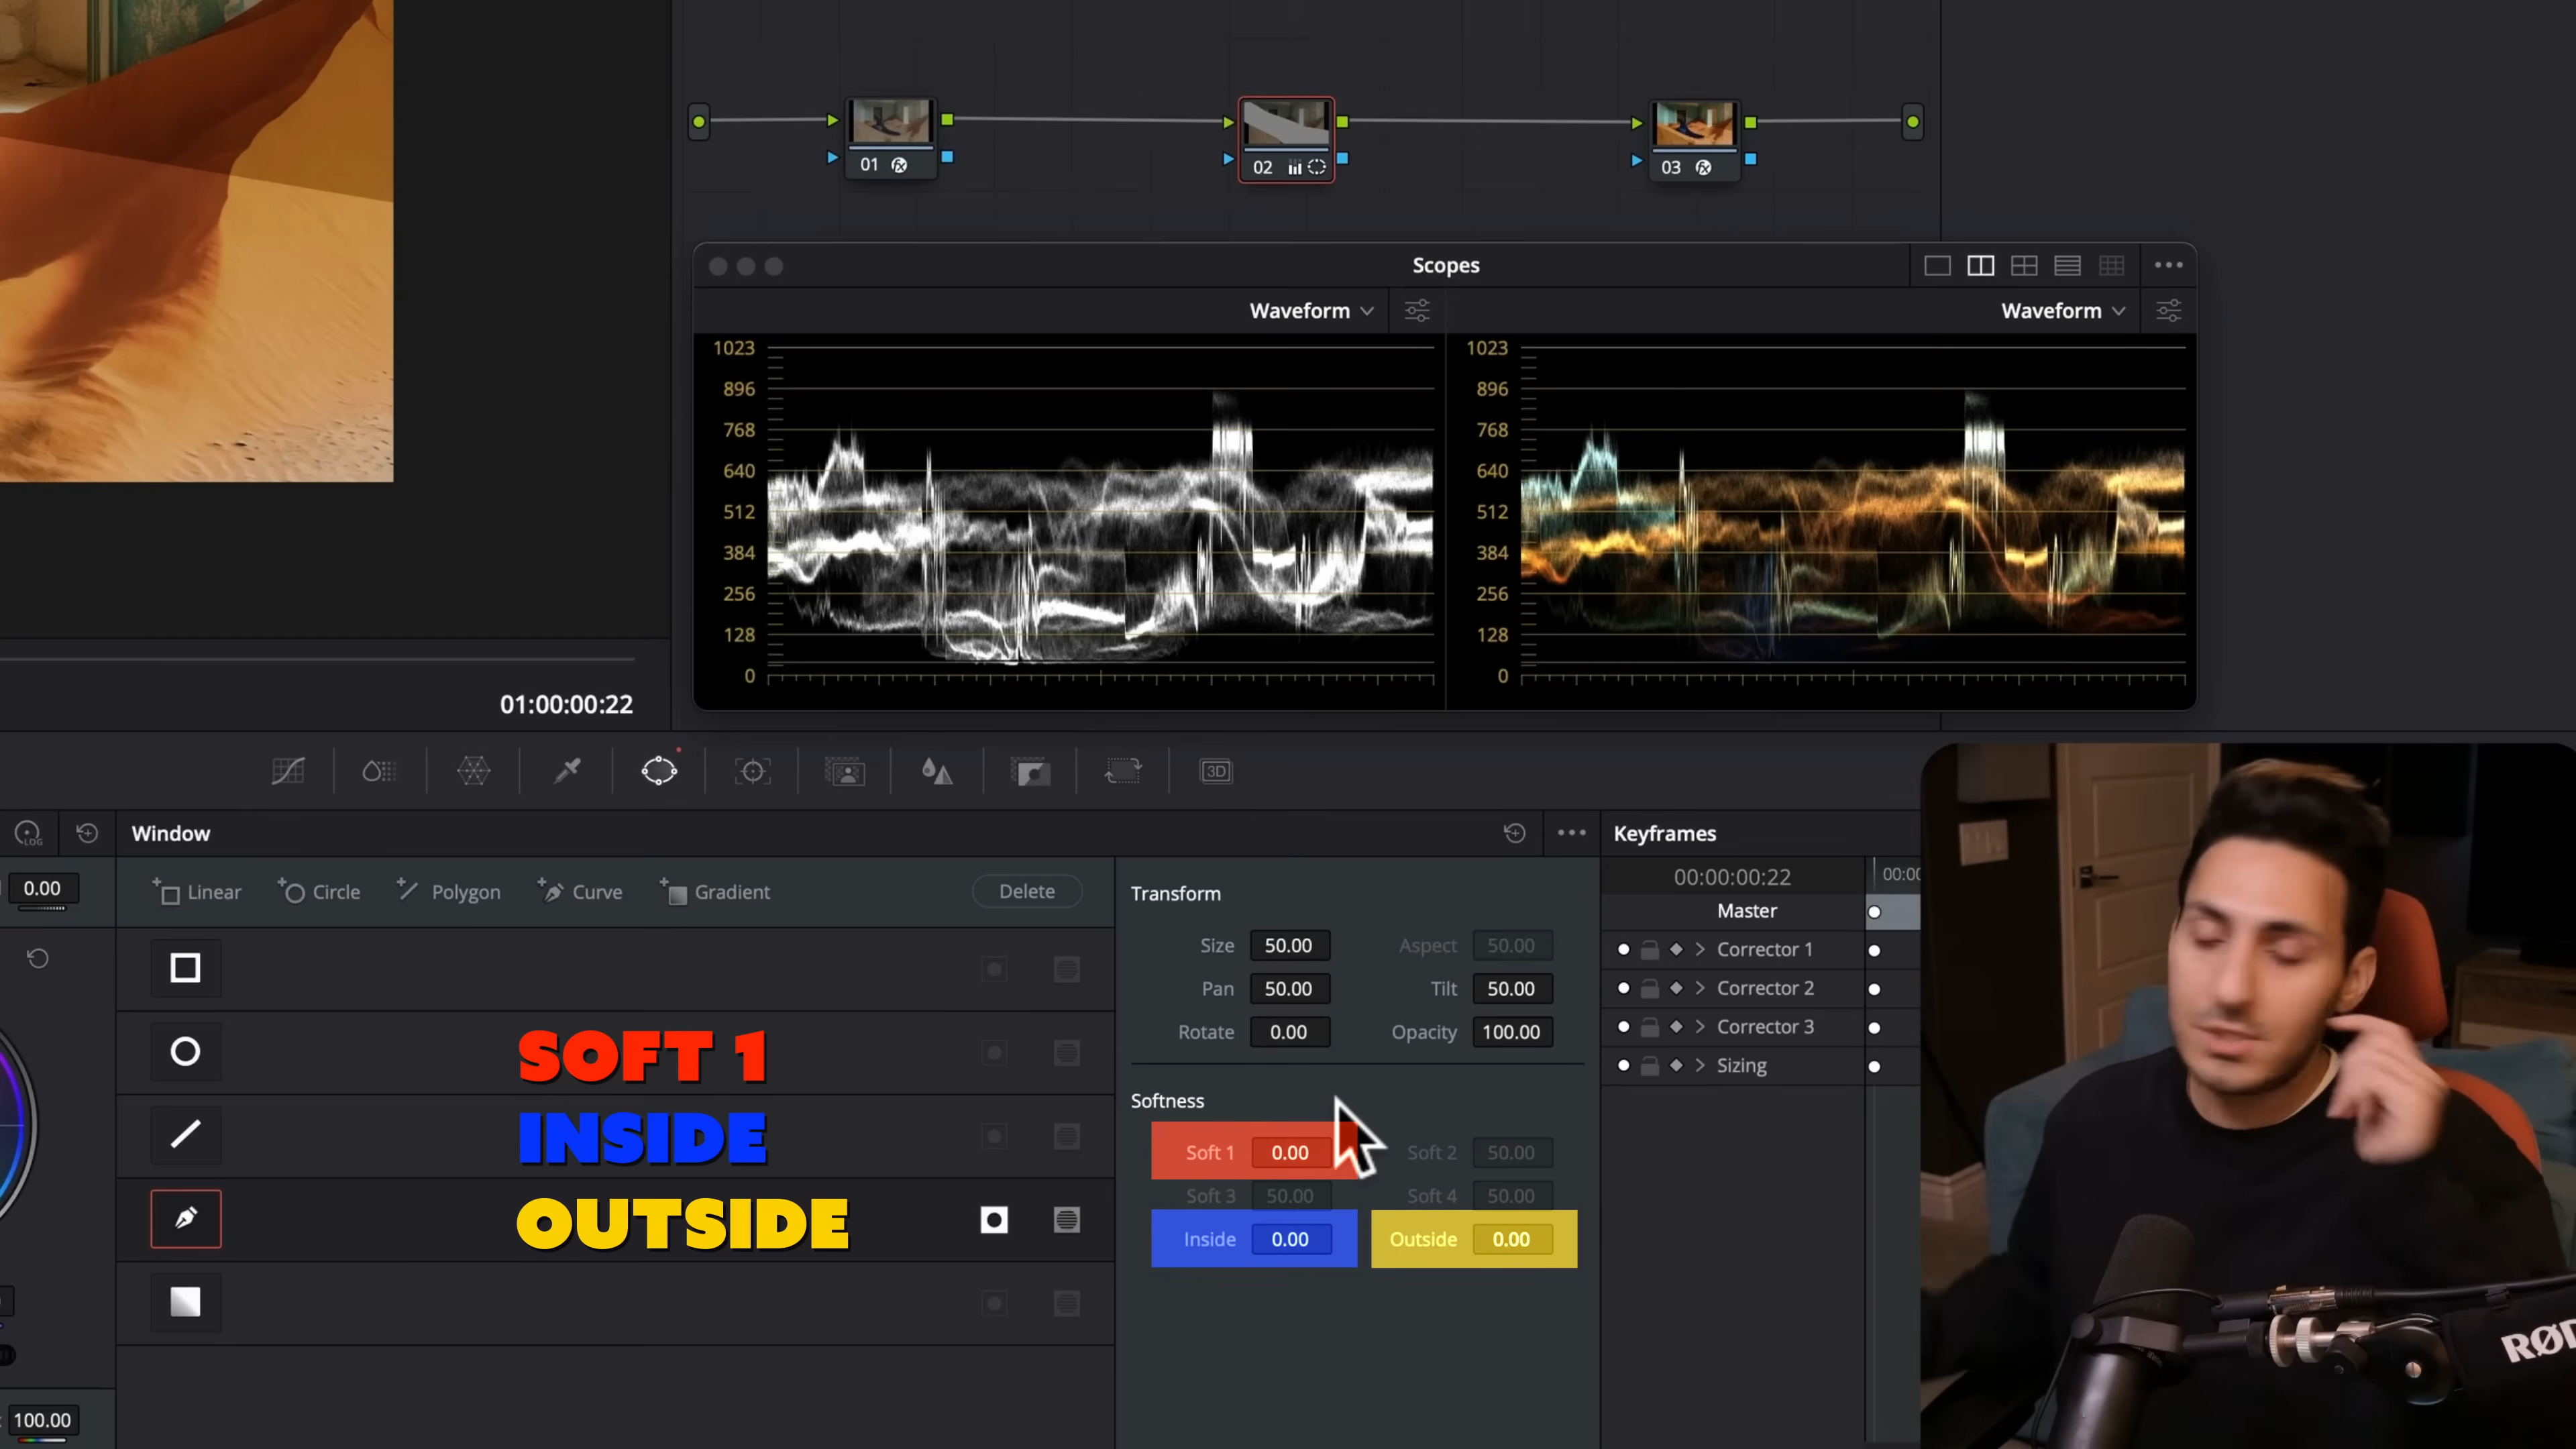 01
02
03
Scopes
Waveform
Waveform
1023
896
768
640
512
384
256
128
0
1023
896
768
640
512
384
256
128
0
01:00:00:22
3D
LOG
Window
Keyframes
0.00
Linear
Circle
Polygon
Curve
Gradient
Delete
Transform
Size 50.00 Aspect 50.00
Pan 50.00 Tilt 50.00
Rotate 0.00 Opacity 100.00
Softness
Soft 1 0.00 Soft 2 50.00
Soft 3 50.00 Soft 4 50.00
Inside 0.00 Outside 0.00
SOFT 1
INSIDE
OUTSIDE
00:00:00:22
Master
Corrector 1
Corrector 2
Corrector 3
Sizing
100.00